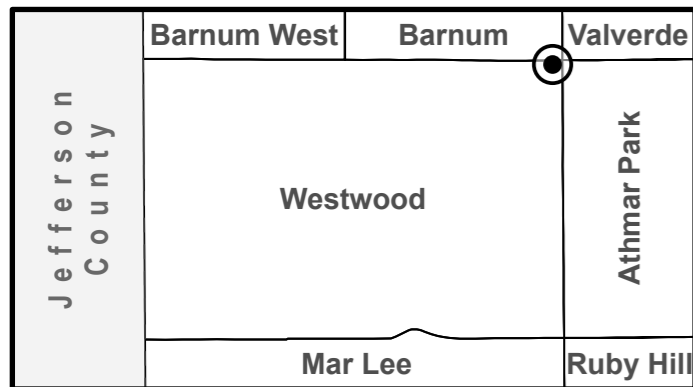 Barnum West
Barnum
Valverde
Jefferson
County
Westwood
Athmar Park
Mar Lee
Ruby Hill